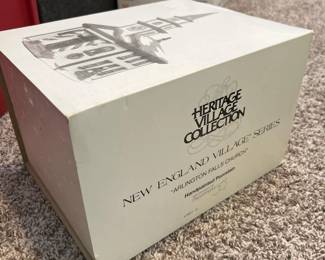 HERITAGE
VILLAGE
COLLECTION
NEW ENGLAND VILLAGE® SERIES
"ARLINGTON FALLS CHURCH"
Handpainted Porcelain